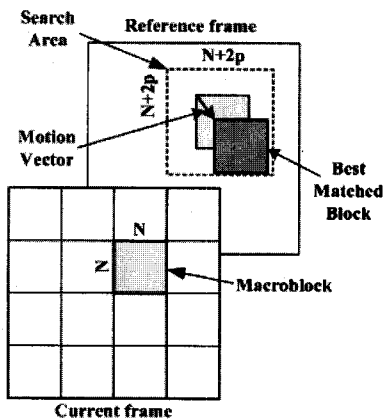 Reference frame
Search
Area
N+2p
N+2p
Motion
Vector
Best
Matched
Block
N
N
Macroblock
Current frame